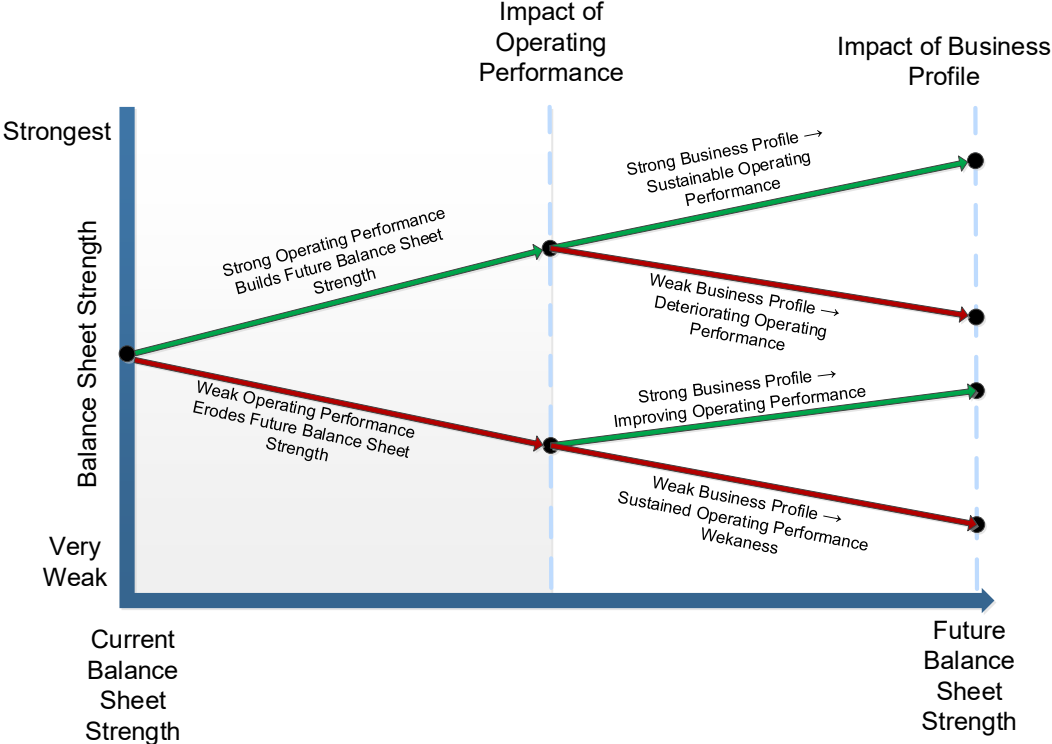 Impact of
Operating
Performance
Impact of Business
Profile
Strongest
Strong Business Profile →
Sustainable Operating
Performance
Strong Operating Performance
Builds Future Balance Sheet
Strength
Weak Business Profile →
Deteriorating Operating
Performance
Balance Sheet Strength
Strong Business Profile →
Improving Operating Performance
Weak Operating Performance
Erodes Future Balance Sheet
Strength
Weak Business Profile →
Sustained Operating Performance
Wekaness
Very
Weak
Current
Balance
Sheet
Strength
Future
Balance
Sheet
Strength